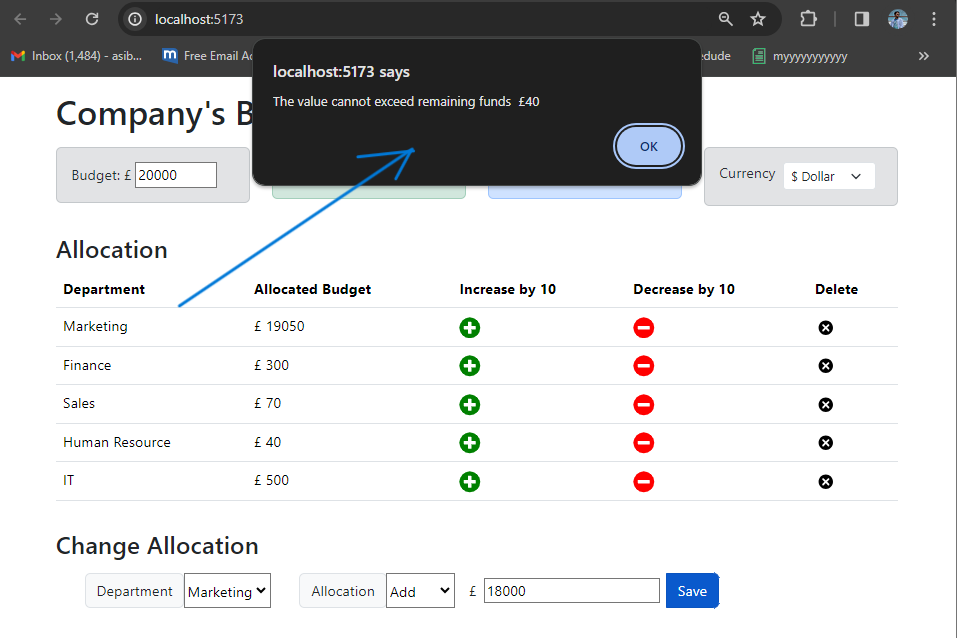 localhost:5173
Inbox (1,484) - asib...
Free Email Ad
edude
myyyyyyyyyy
localhost:5173 says
The value cannot exceed remaining funds £40
OK
Company's B
Budget: £ 20000
Currency $ Dollar
Allocation
Department Allocated Budget Increase by 10 Decrease by 10 Delete
Marketing £ 19050
Finance £ 300
Sales £ 70
Human Resource £ 40
IT £ 500
Change Allocation
Department Marketing Allocation Add £ 18000 Save